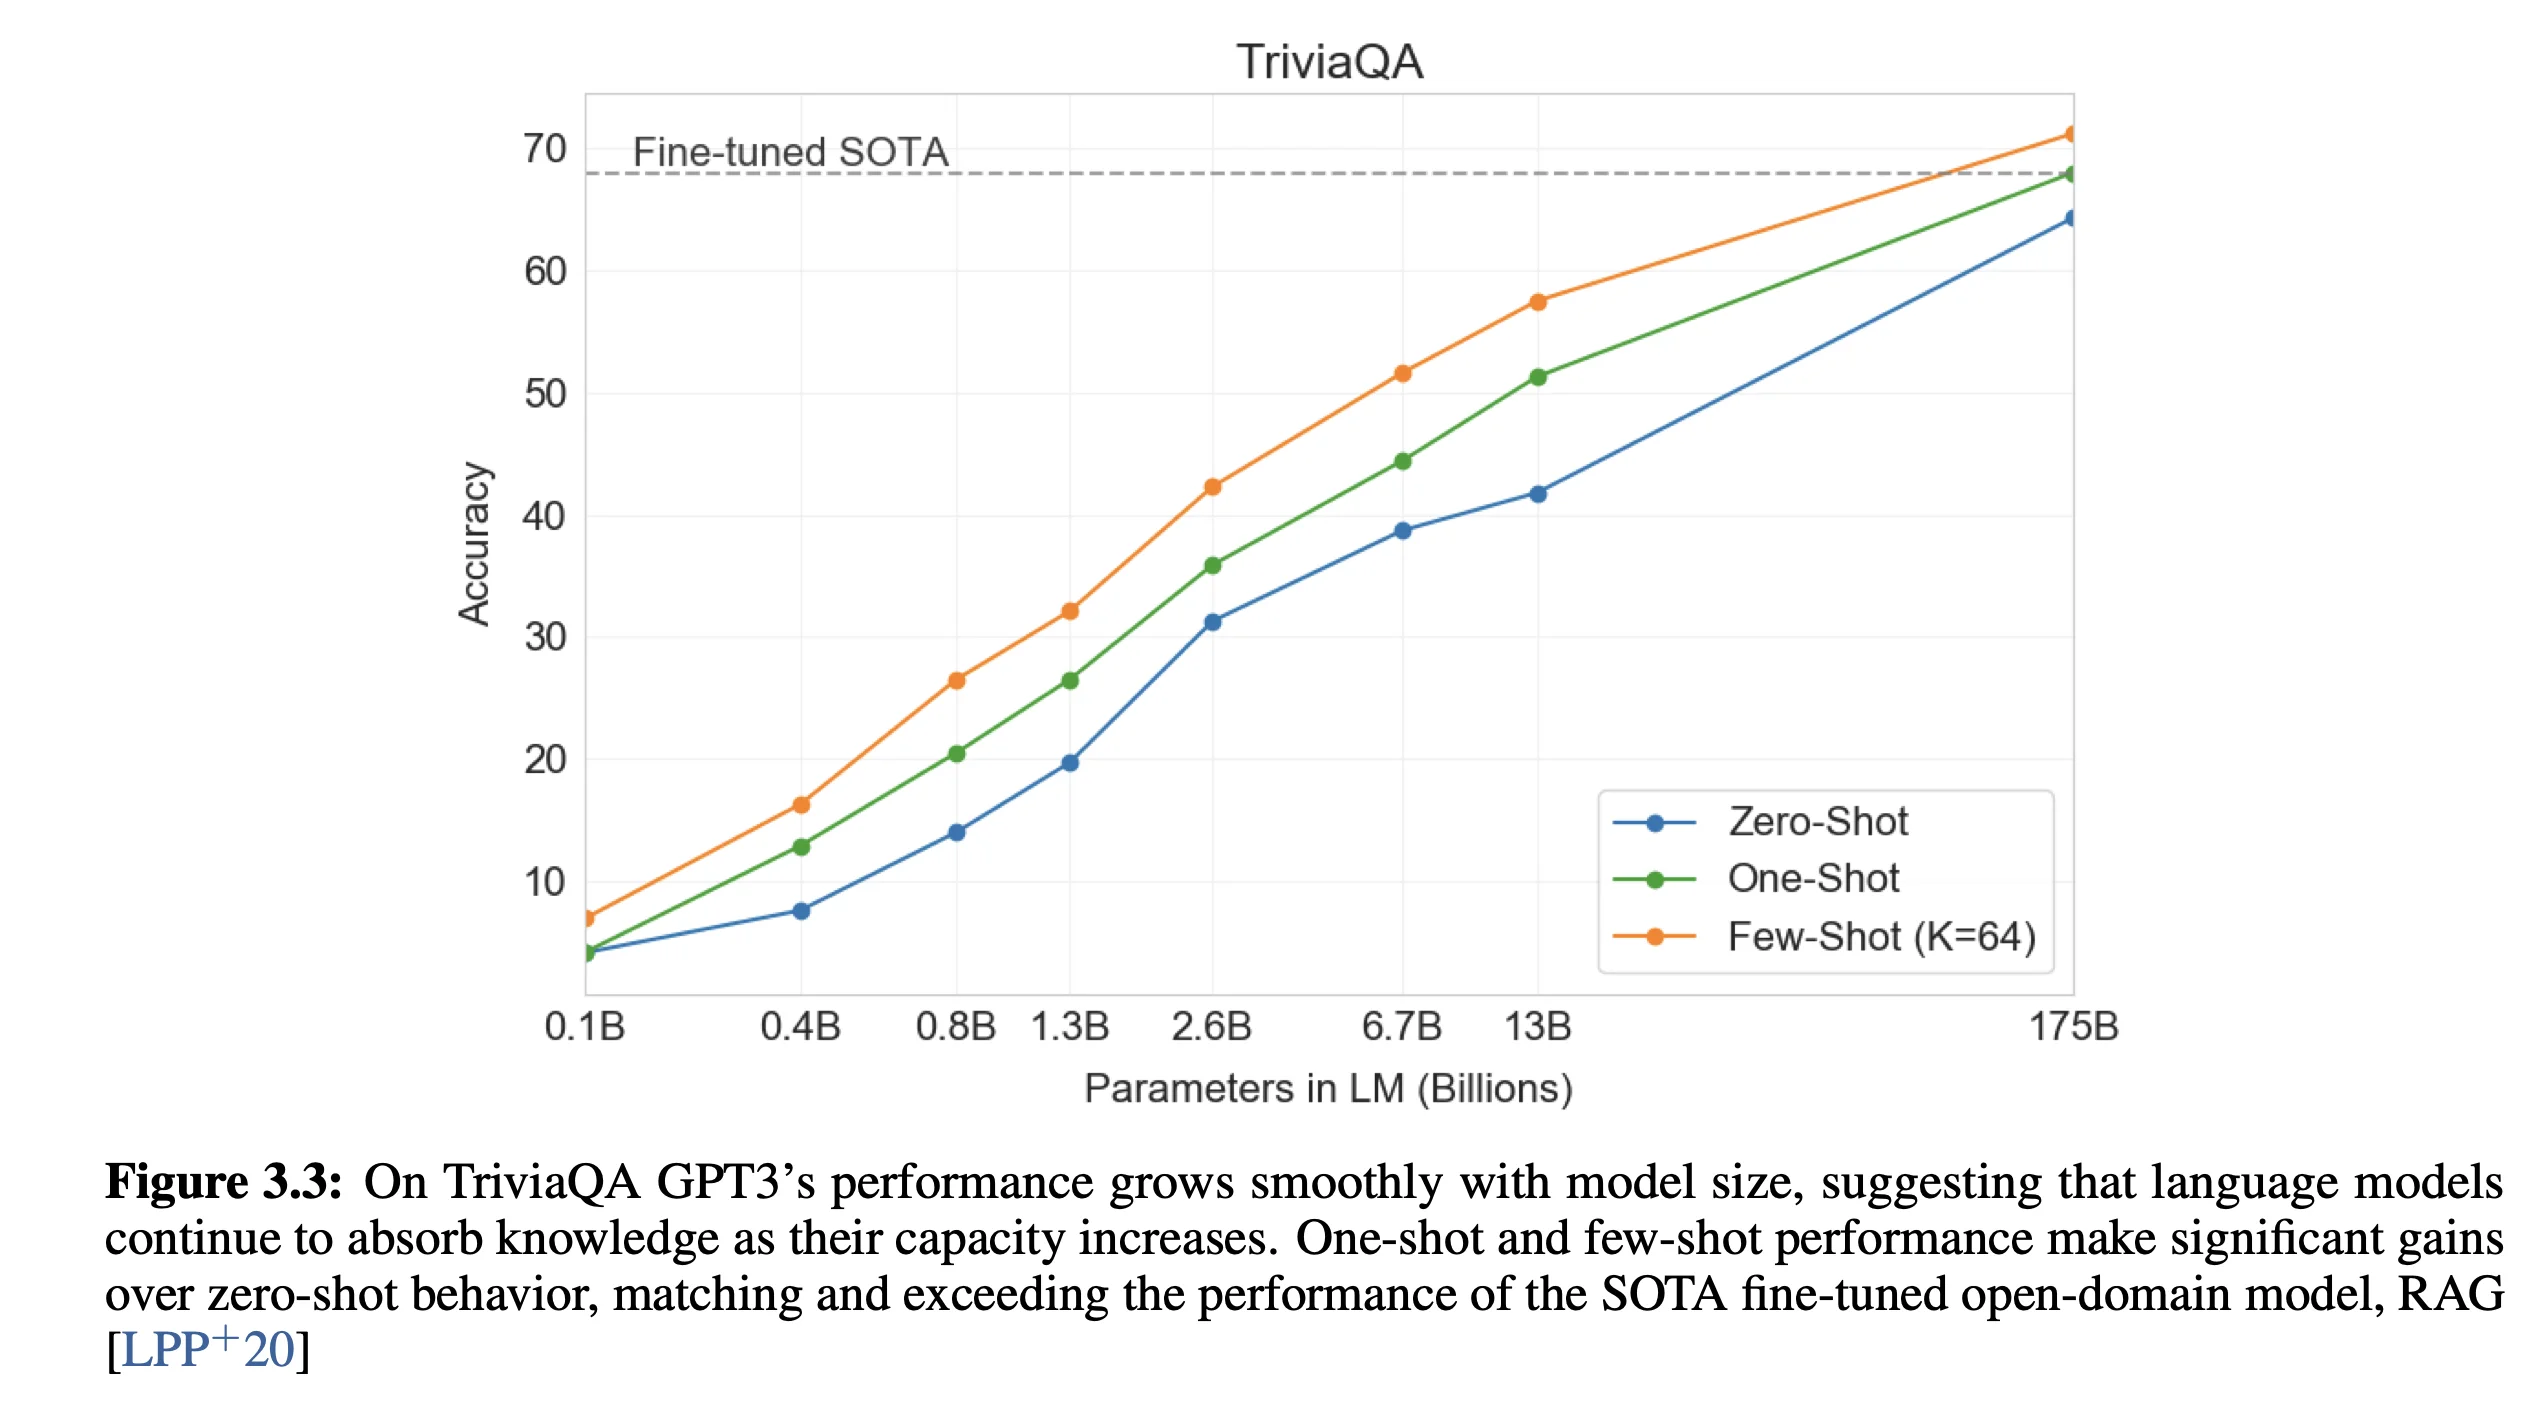 TriviaQA
70
Fine-tuned SOTA
60
50
40
30
20
10
Accuracy
Zero-Shot
One-Shot
Few-Shot (K=64)
0.1B 0.4B 0.8B 1.3B 2.6B 6.7B 13B 175B
Parameters in LM (Billions)
Figure 3.3: On TriviaQA GPT3’s performance grows smoothly with model size, suggesting that language models
continue to absorb knowledge as their capacity increases. One-shot and few-shot performance make significant gains
over zero-shot behavior, matching and exceeding the performance of the SOTA fine-tuned open-domain model, RAG
[LPP+20]